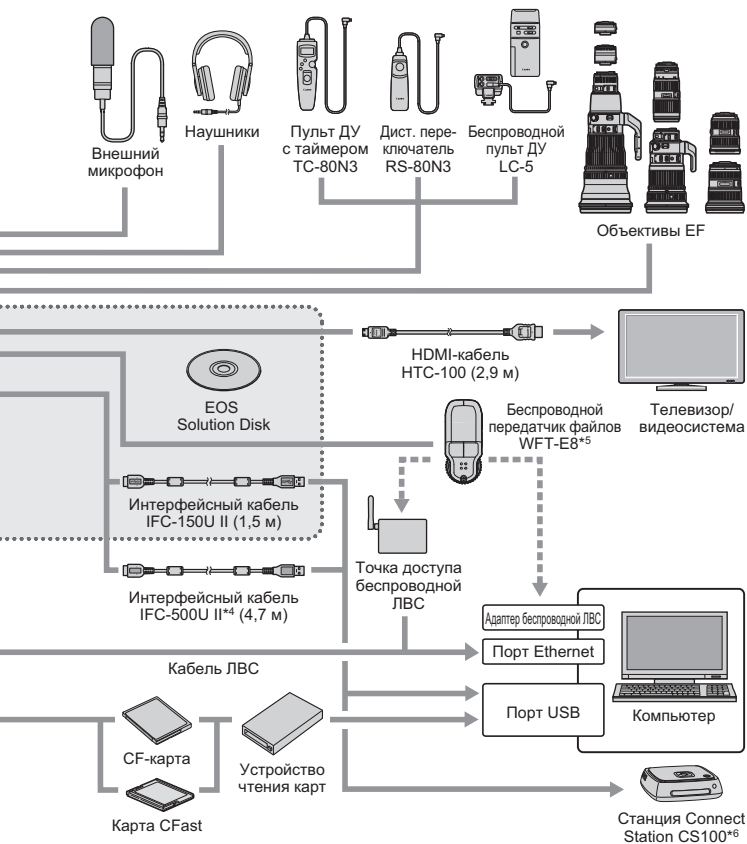 Внешний
микрофон
Наушники
Пульт ДУ
с таймером
TC-80N3
Дист. пере-
ключатель
RS-80N3
Беспроводной
пульт ДУ
LC-5
Объективы EF
HDMI-кабель
HTC-100 (2,9 м)
Телевизор/
видеосистема
EOS
Solution Disk
Беспроводной
передатчик файлов
WFT-E8*5
Интерфейсный кабель
IFC-150U II (1,5 м)
Интерфейсный кабель
IFC-500U II*4 (4,7 м)
Точка доступа
беспроводной
ЛВС
Адаптер беспроводной ЛВС
Порт Ethernet
Кабель ЛВС
Порт USB
Компьютер
CF-карта
Карта CFast
Устройство
чтения карт
Станция Connect
Station CS100*6